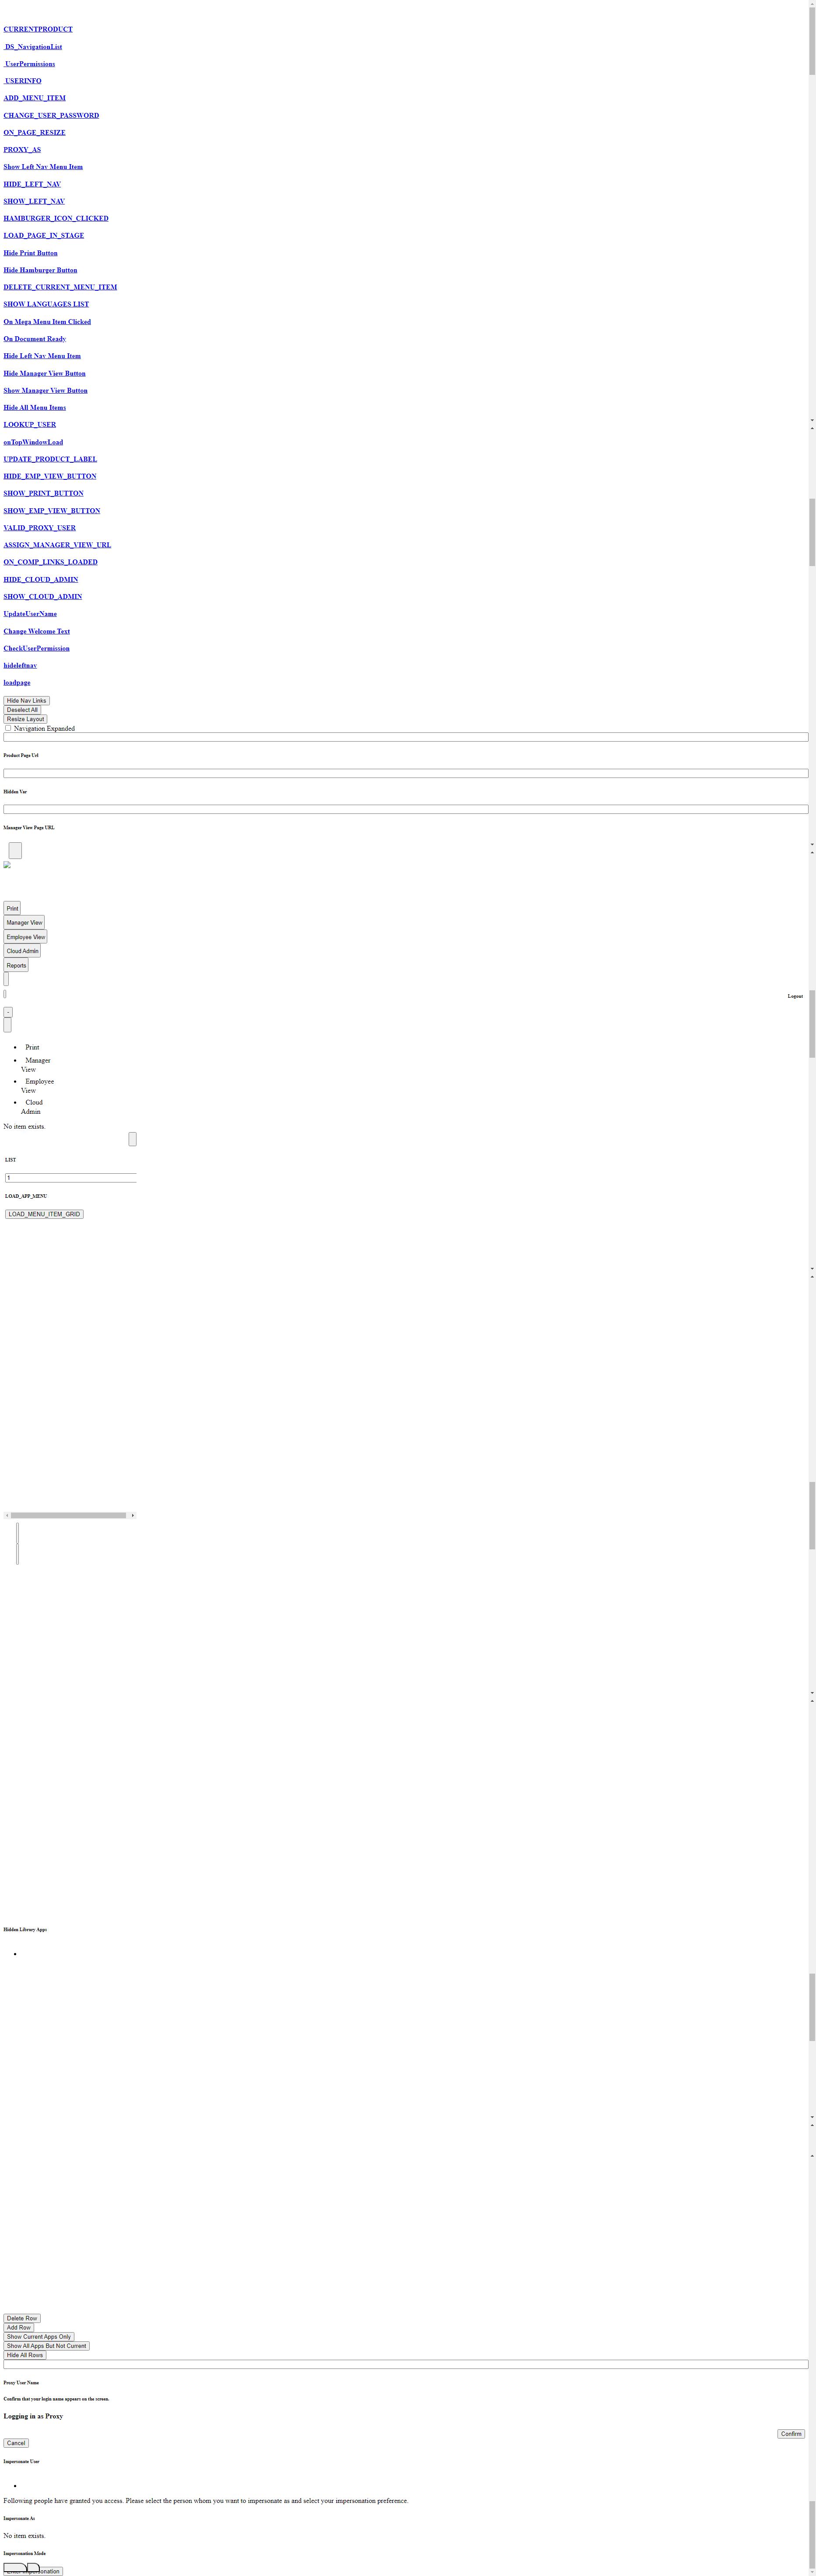 CURRENTPRODUCT
DS_NavigationList
UserPermissions
USERINFO
ADD_MENU_ITEM
CHANGE_USER_PASSWORD
ON_PAGE_RESIZE
PROXY_AS
Show Left Nav Menu Item
HIDE_LEFT_NAV
SHOW_LEFT_NAV
HAMBURGER_ICON_CLICKED
LOAD_PAGE_IN_STAGE
Hide Print Button
Hide Hamburger Button
DELETE_CURRENT_MENU_ITEM
SHOW LANGUAGES LIST
On Mega Menu Item Clicked
On Document Ready
Hide Left Nav Menu Item
Hide Manager View Button
Show Manager View Button
Hide All Menu Items
LOOKUP_USER
onTopWindowLoad
UPDATE_PRODUCT_LABEL
HIDE_EMP_VIEW_BUTTON
SHOW_PRINT_BUTTON
SHOW_EMP_VIEW_BUTTON
VALID_PROXY_USER
ASSIGN_MANAGER_VIEW_URL
ON_COMP_LINKS_LOADED
HIDE_CLOUD_ADMIN
SHOW_CLOUD_ADMIN
UpdateUserName
Change Welcome Text
CheckUserPermission
hideleftnav
loadpage
Hide Nav Links
Deselect All
Resize Layout
Navigation Expanded
Product Page Url
Hidden Var
Manager View Page URL
Print
Manager View
Employee View
Cloud Admin
Reports
Logout
-
Print
Manager
View
Employee
View
Cloud
Admin
No item exists.
LIST
1
LOAD_APP_MENU
LOAD_MENU_ITEM_GRID
Hidden Library Apps
Delete Row
Add Row
Show Current Apps Only
Show All Apps But Not Current
Hide All Rows
Proxy User Name
Confirm that your login name appears on the screen.
Logging in as Proxy
Confirm
Cancel
Impersonate User
Following people have granted you access. Please select the person whom you want to impersonate as and select your impersonation preference.
Impersonate As
No item exists.
Impersonation Mode